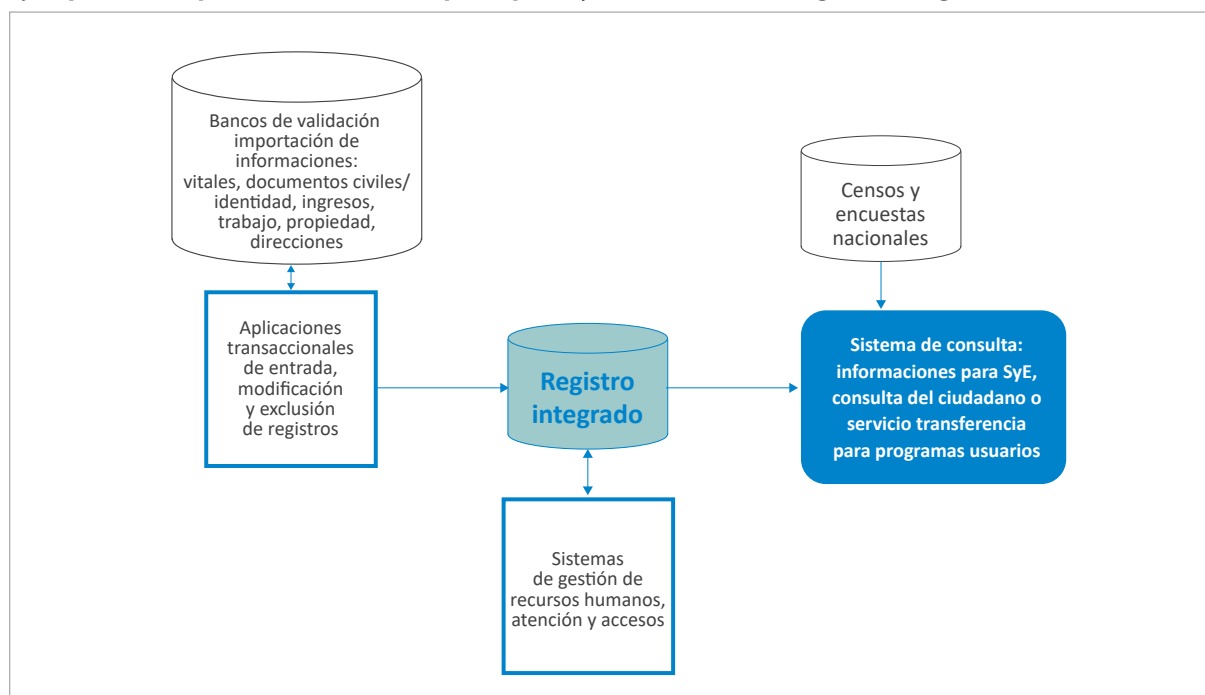 Bancos de validación
importación de
informaciones:
vitales, documentos civiles/
identidad, ingresos,
trabajo, propiedad,
direcciones
Censos y
encuestas
nacionales
Aplicaciones
transaccionales
de entrada,
modificación
y exclusión
de registros
Registro
integrado
Sistema de consulta:
informaciones para SyE,
consulta del ciudadano o
servicio transferencia
para programas usuarios
Sistemas
de gestión de
recursos humanos,
atención y accesos